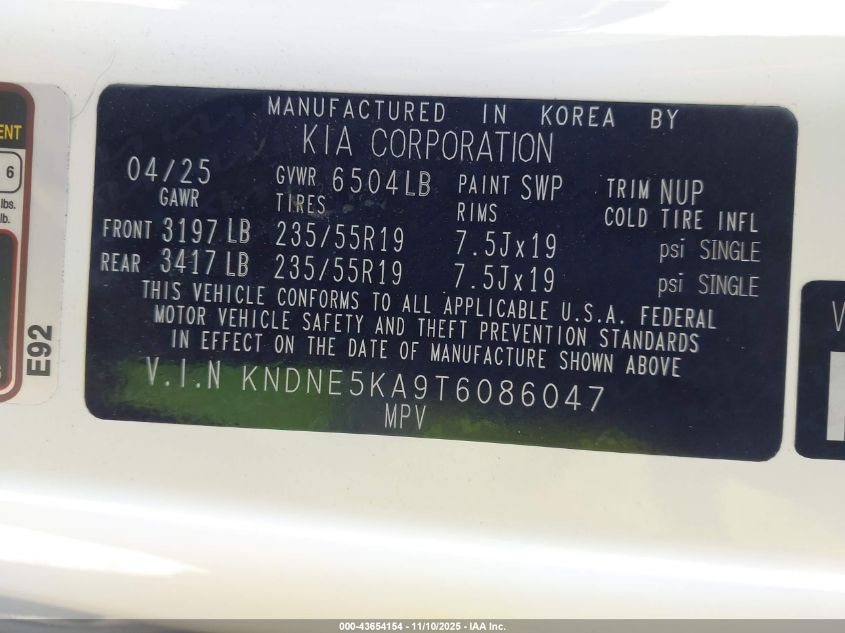 MANUFACTURED IN KOREA BY
KIA CORPORATION
04/25 GVWR 6504LB PAINT SWP TRIM NUP
GAWR TIRES RIMS COLD TIRE INFL
FRONT 3197 LB 235/55R19 7.5Jx19 psi SINGLE
REAR 3417 LB 235/55R19 7.5Jx19 psi SINGLE
THIS VEHICLE CONFORMS TO ALL APPLICABLE U.S.A. FEDERAL
MOTOR VEHICLE SAFETY AND THEFT PREVENTION STANDARDS
IN EFFECT ON THE DATE OF MANUFACTURE SHOWN ABOVE
V.I.N KNDNE5KA9T6086047
MPV
6
lbs.
lb.
E92
000-43654154 - 11/10/2025 - IAA Inc.